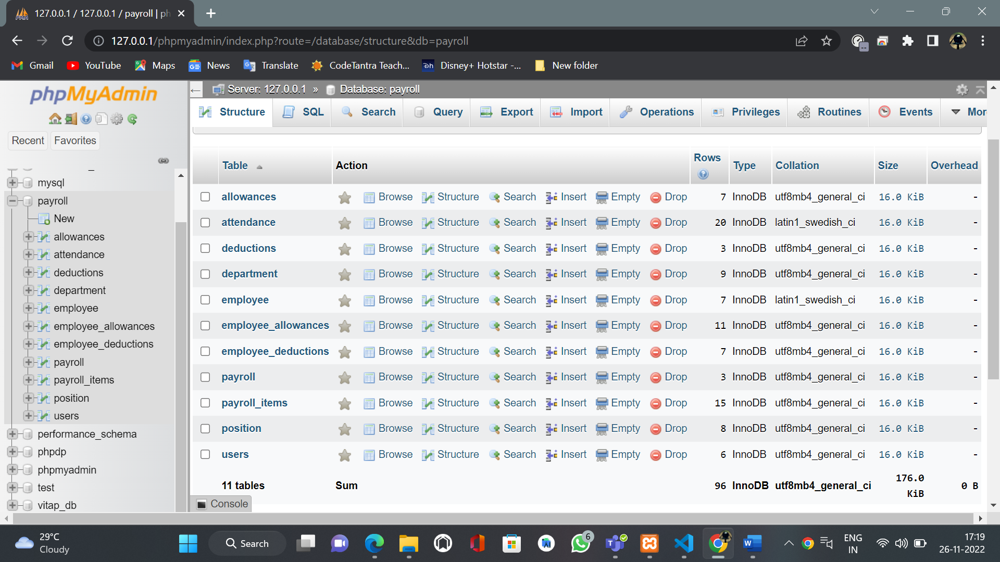 127.0.0.1 / 127.0.0.1 / payroll | ph
127.0.0.1/phpmyadmin/index.php?route=/database/structure&db=payroll
Gmail YouTube Maps News Translate CodeTantra Teach... Disney+ Hotstar -... New folder
phpMyAdmin
Recent Favorites
mysql
payroll
New
allowances
attendance
deductions
department
employee
employee_allowances
employee_deductions
payroll
payroll_items
position
users
performance_schema
phpdp
phpmyadmin
test
vitap_db
Server: 127.0.0.1 » Database: payroll
Structure SQL Search Query Export Import Operations Privileges Routines Events Mor
Table Action Rows Type Collation Size Overhead
allowances Browse Structure Search Insert Empty Drop 7 InnoDB utf8mb4_general_ci 16.0 KiB -
attendance Browse Structure Search Insert Empty Drop 20 InnoDB latin1_swedish_ci 16.0 KiB -
deductions Browse Structure Search Insert Empty Drop 3 InnoDB utf8mb4_general_ci 16.0 KiB -
department Browse Structure Search Insert Empty Drop 9 InnoDB utf8mb4_general_ci 16.0 KiB -
employee Browse Structure Search Insert Empty Drop 7 InnoDB latin1_swedish_ci 16.0 KiB -
employee_allowances Browse Structure Search Insert Empty Drop 11 InnoDB utf8mb4_general_ci 16.0 KiB -
employee_deductions Browse Structure Search Insert Empty Drop 7 InnoDB utf8mb4_general_ci 16.0 KiB -
payroll Browse Structure Search Insert Empty Drop 3 InnoDB utf8mb4_general_ci 16.0 KiB -
payroll_items Browse Structure Search Insert Empty Drop 15 InnoDB utf8mb4_general_ci 16.0 KiB -
position Browse Structure Search Insert Empty Drop 8 InnoDB utf8mb4_general_ci 16.0 KiB -
users Browse Structure Search Insert Empty Drop 6 InnoDB utf8mb4_general_ci 16.0 KiB -
11 tables Sum 96 InnoDB utf8mb4_general_ci 176.0 KiB 0 B
Console
29°C
Cloudy
Search
6
ENG
IN
17:19
26-11-2022